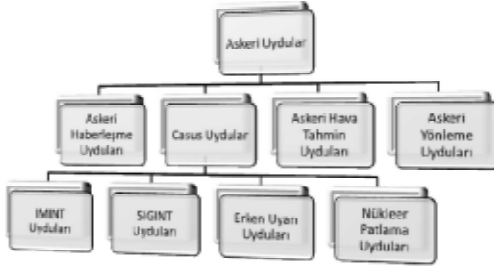 Askeri Uydular
Askeri
Haberleşme
Uyduları
Casus Uydular
Askeri Hava
Tahmin
Uyduları
Askeri
Yönleme
Uyduları
IMINT
Uyduları
SIGINT
Uyduları
Erken Uyarı
Uyduları
Nükleer
Patlama
Uyduları